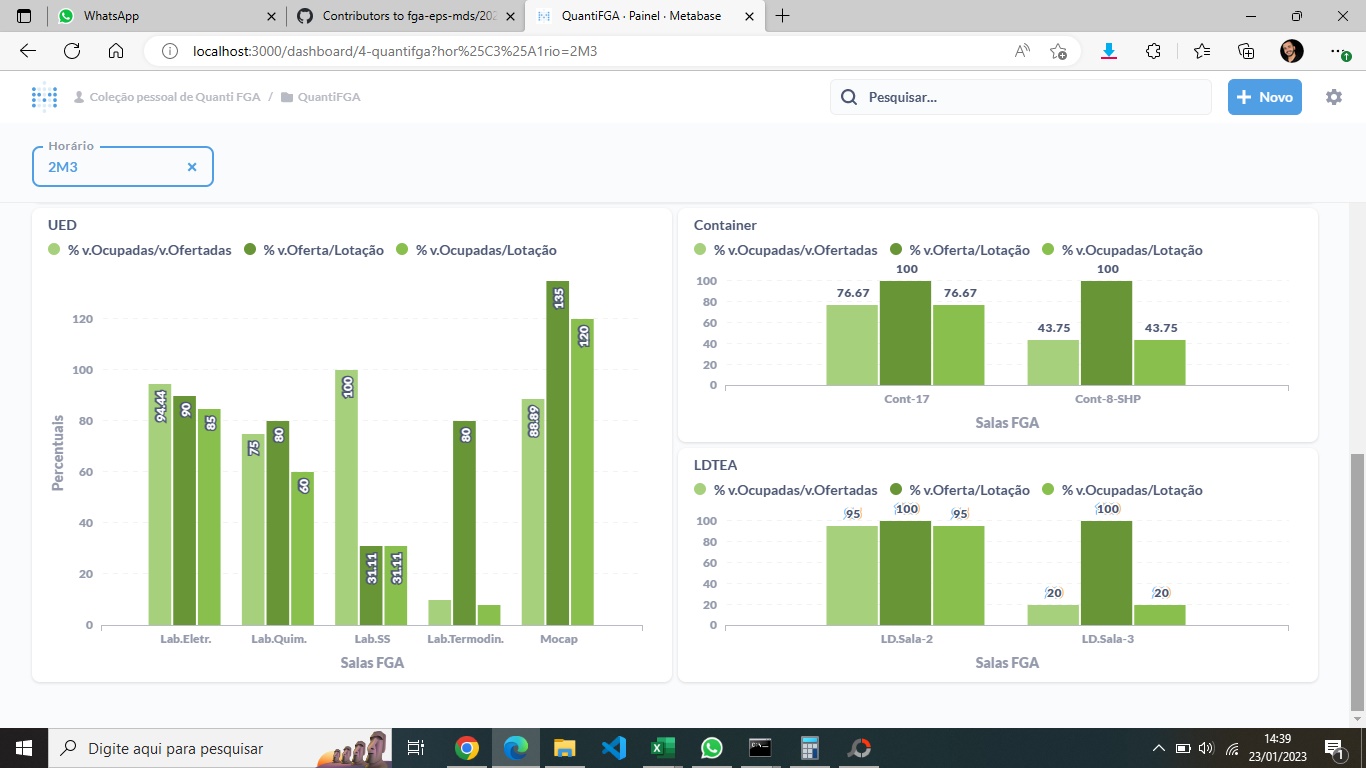 WhatsApp
Contributors to fga-eps-mds/202
QuantiFGA · Painel · Metabase
localhost:3000/dashboard/4-quantifga?hor%25C3%25A1rio=2M3
Coleção pessoal de Quanti FGA / QuantiFGA
Pesquisar...
Novo
Horário
2M3
UED
% v.Ocupadas/v.Ofertadas % v.Oferta/Lotação % v.Ocupadas/Lotação
120
100
80
60
40
20
0
Percentuais
94.44 90 85
75 80 60
100 31.11 31.11
80
88.89 135 120
Lab.Eletr. Lab.Quim. Lab.SS Lab.Termodin. Mocap
Salas FGA
Container
% v.Ocupadas/v.Ofertadas % v.Oferta/Lotação % v.Ocupadas/Lotação
100
80
60
40
20
0
76.67 100 76.67
43.75 100 43.75
Cont-17 Cont-8-SHP
Salas FGA
LDTEA
% v.Ocupadas/v.Ofertadas % v.Oferta/Lotação % v.Ocupadas/Lotação
100
80
60
40
20
0
95 100 95
20 100 20
LD.Sala-2 LD.Sala-3
Salas FGA
Digite aqui para pesquisar
14:39
23/01/2023
1